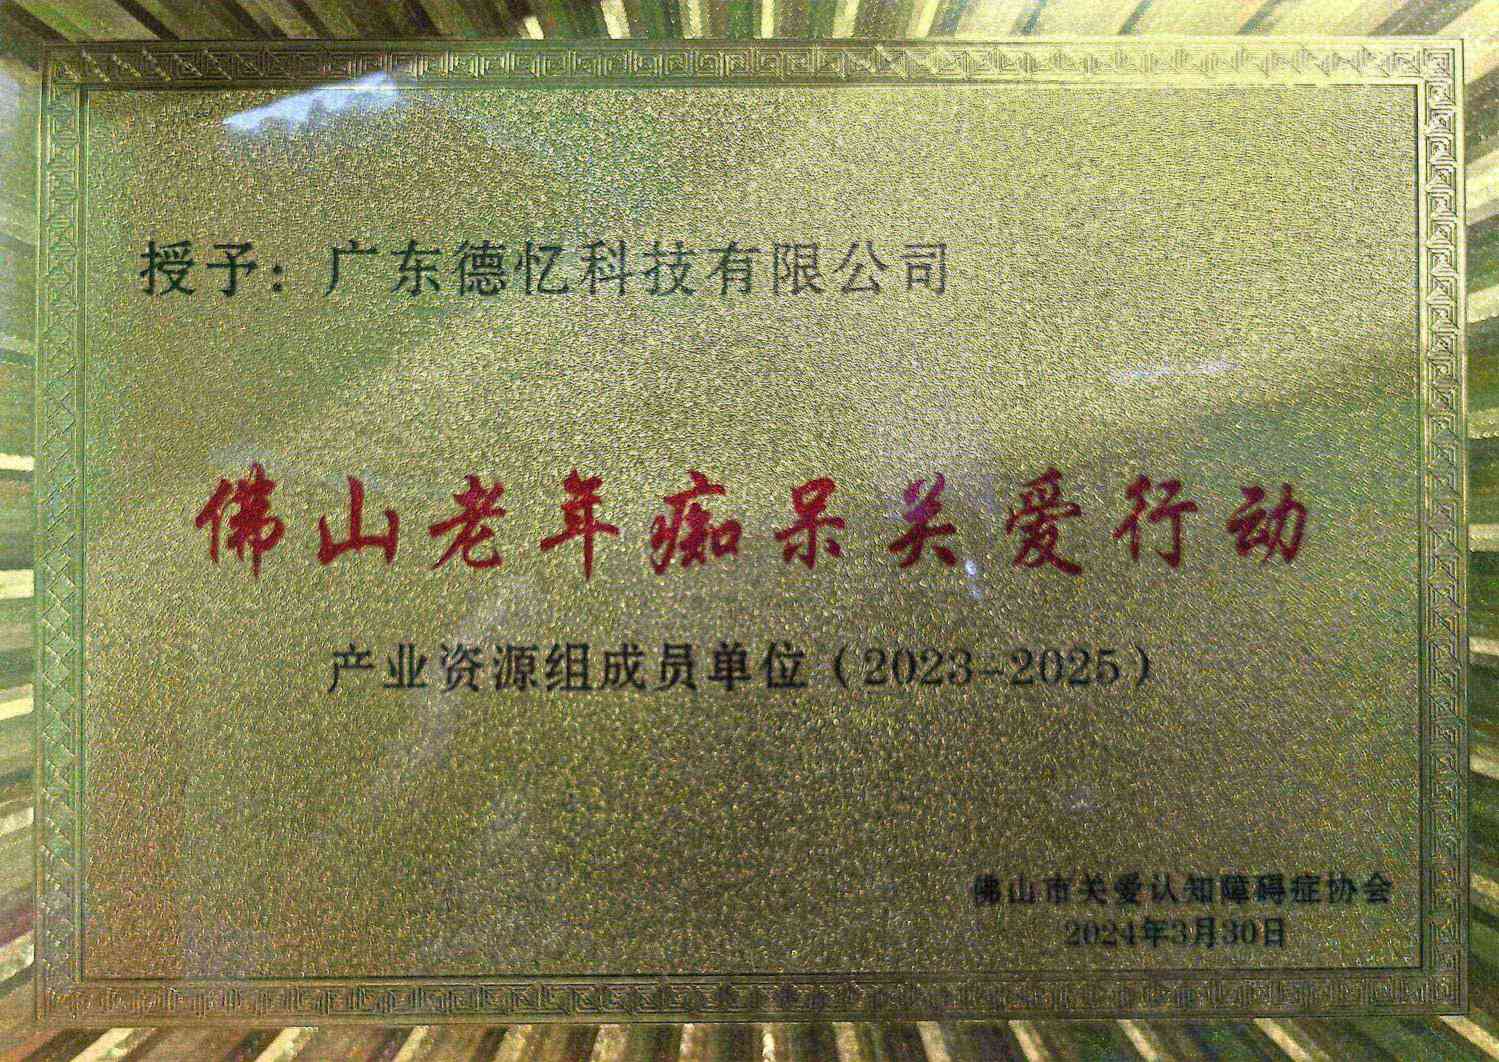 授予：广东德忆科技有限公司
佛山老年痴呆关爱行动
产业资源组成员单位（2023-2025）
佛山市关爱认知障碍症协会
2024年3月30日